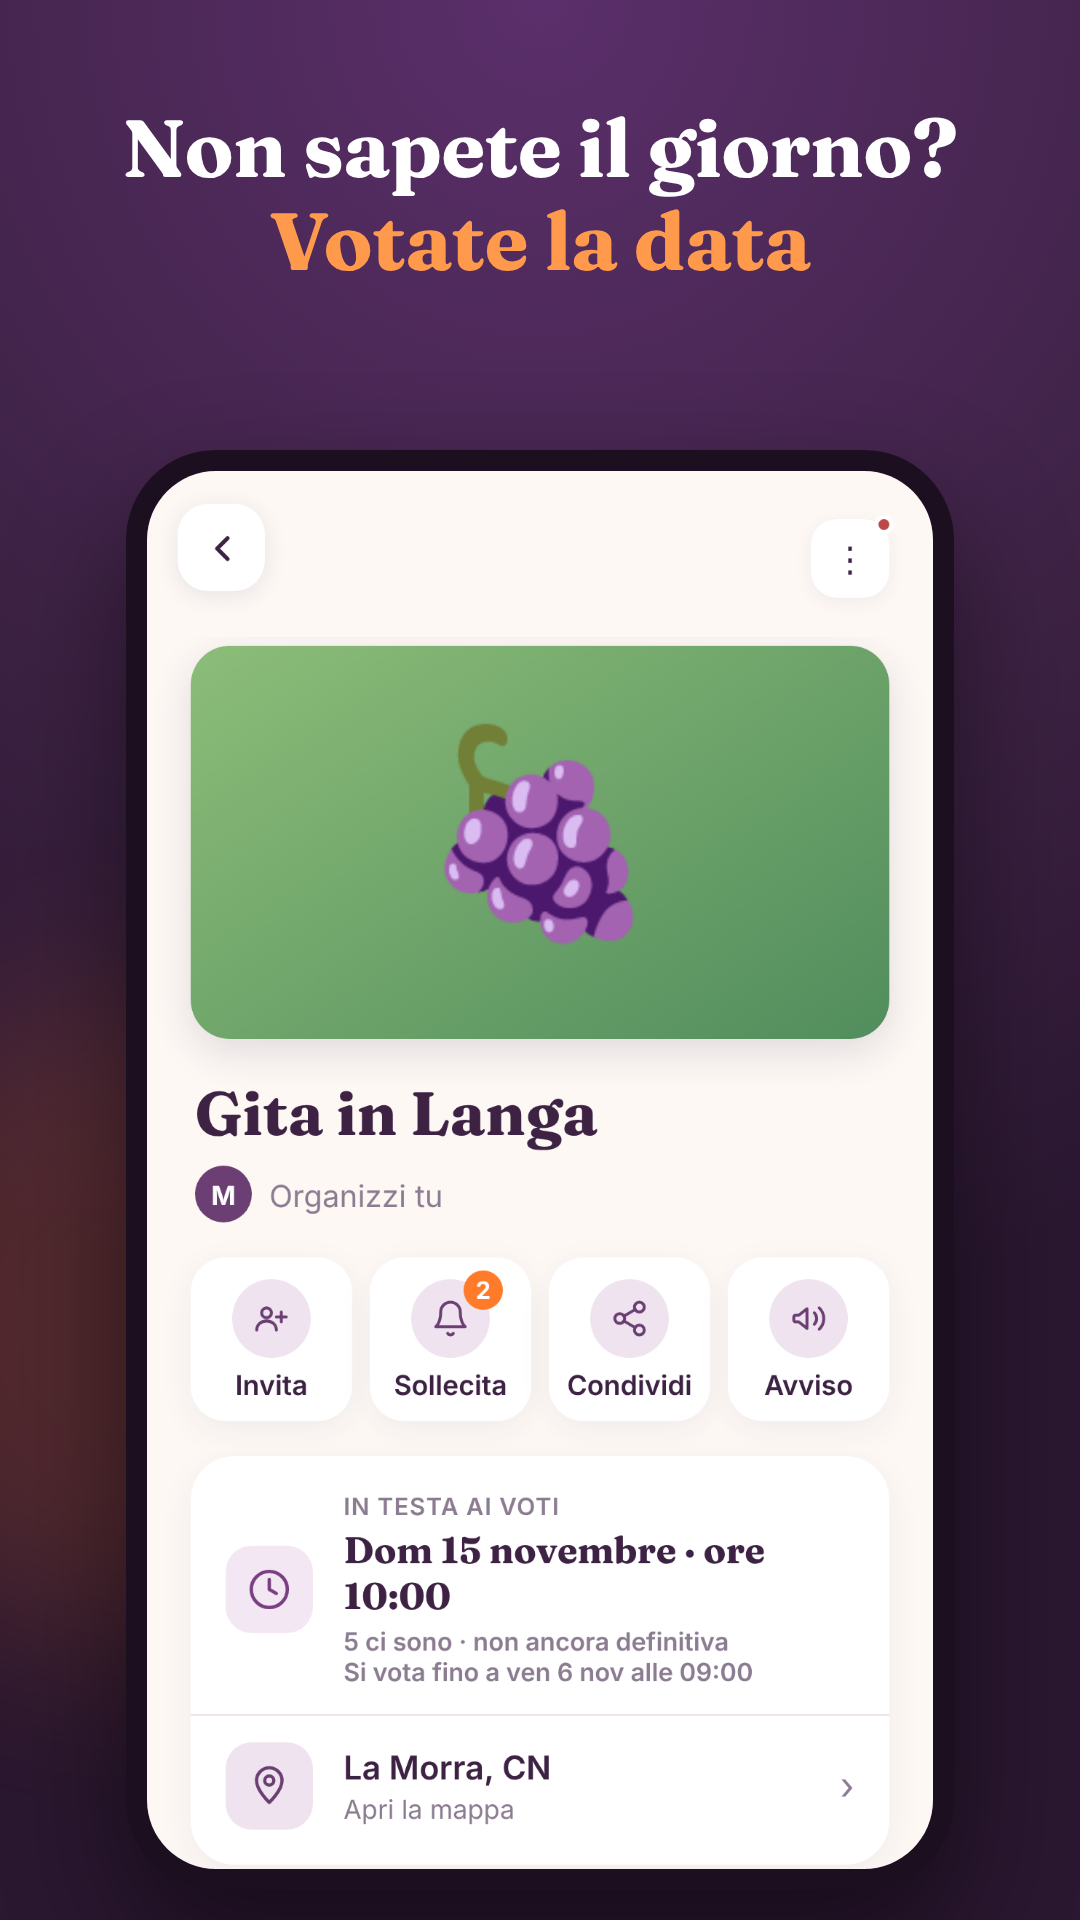 Non sapete il giorno?
Votate la data
Gita in Langa
M Organizzi tu
2
Invita Sollecita Condividi Avviso
IN TESTA AI VOTI
Dom 15 novembre · ore
10:00
5 ci sono · non ancora definitiva
Si vota fino a ven 6 nov alle 09:00
La Morra, CN
Apri la mappa